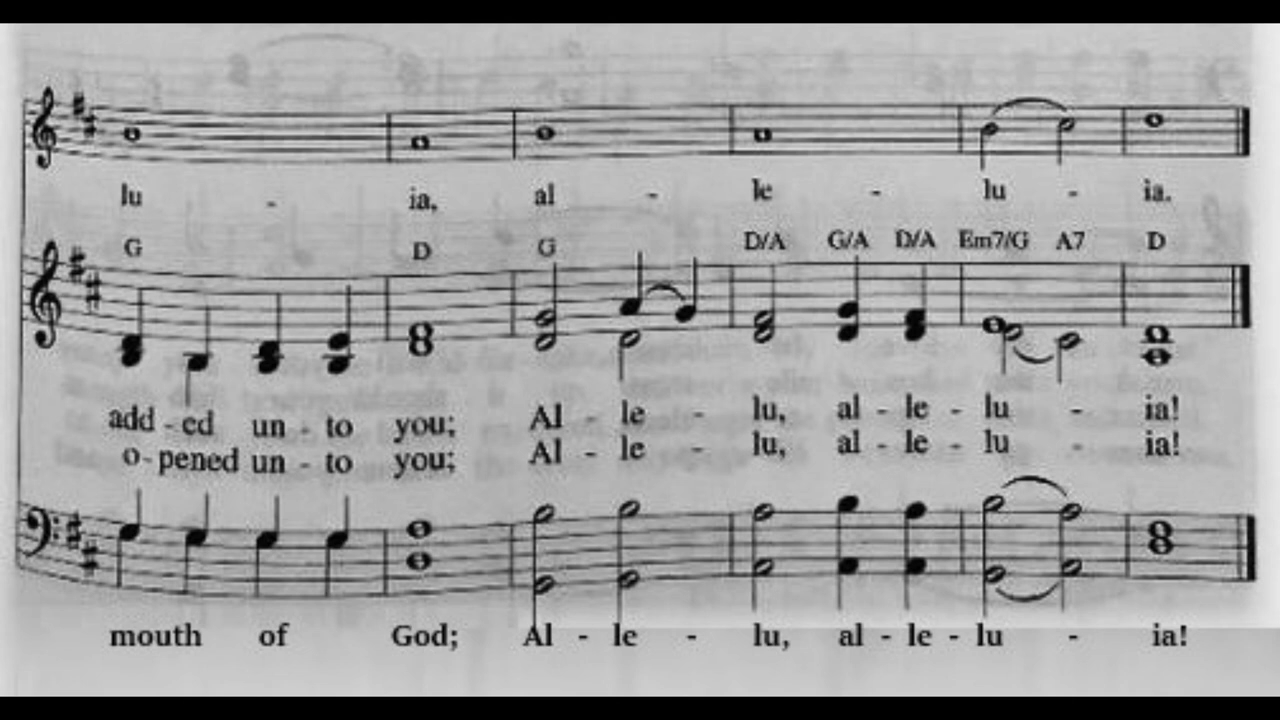 lu - ia, al - le - lu - ia.
G D G D/A G/A D/A Em7/G A7 D
add - ed un - to you; Al - le - lu, al - le - lu - ia!
o - pened un - to you; Al - le - lu, al - le - lu - ia!
mouth of God; Al - le - lu, al - le - lu - ia!